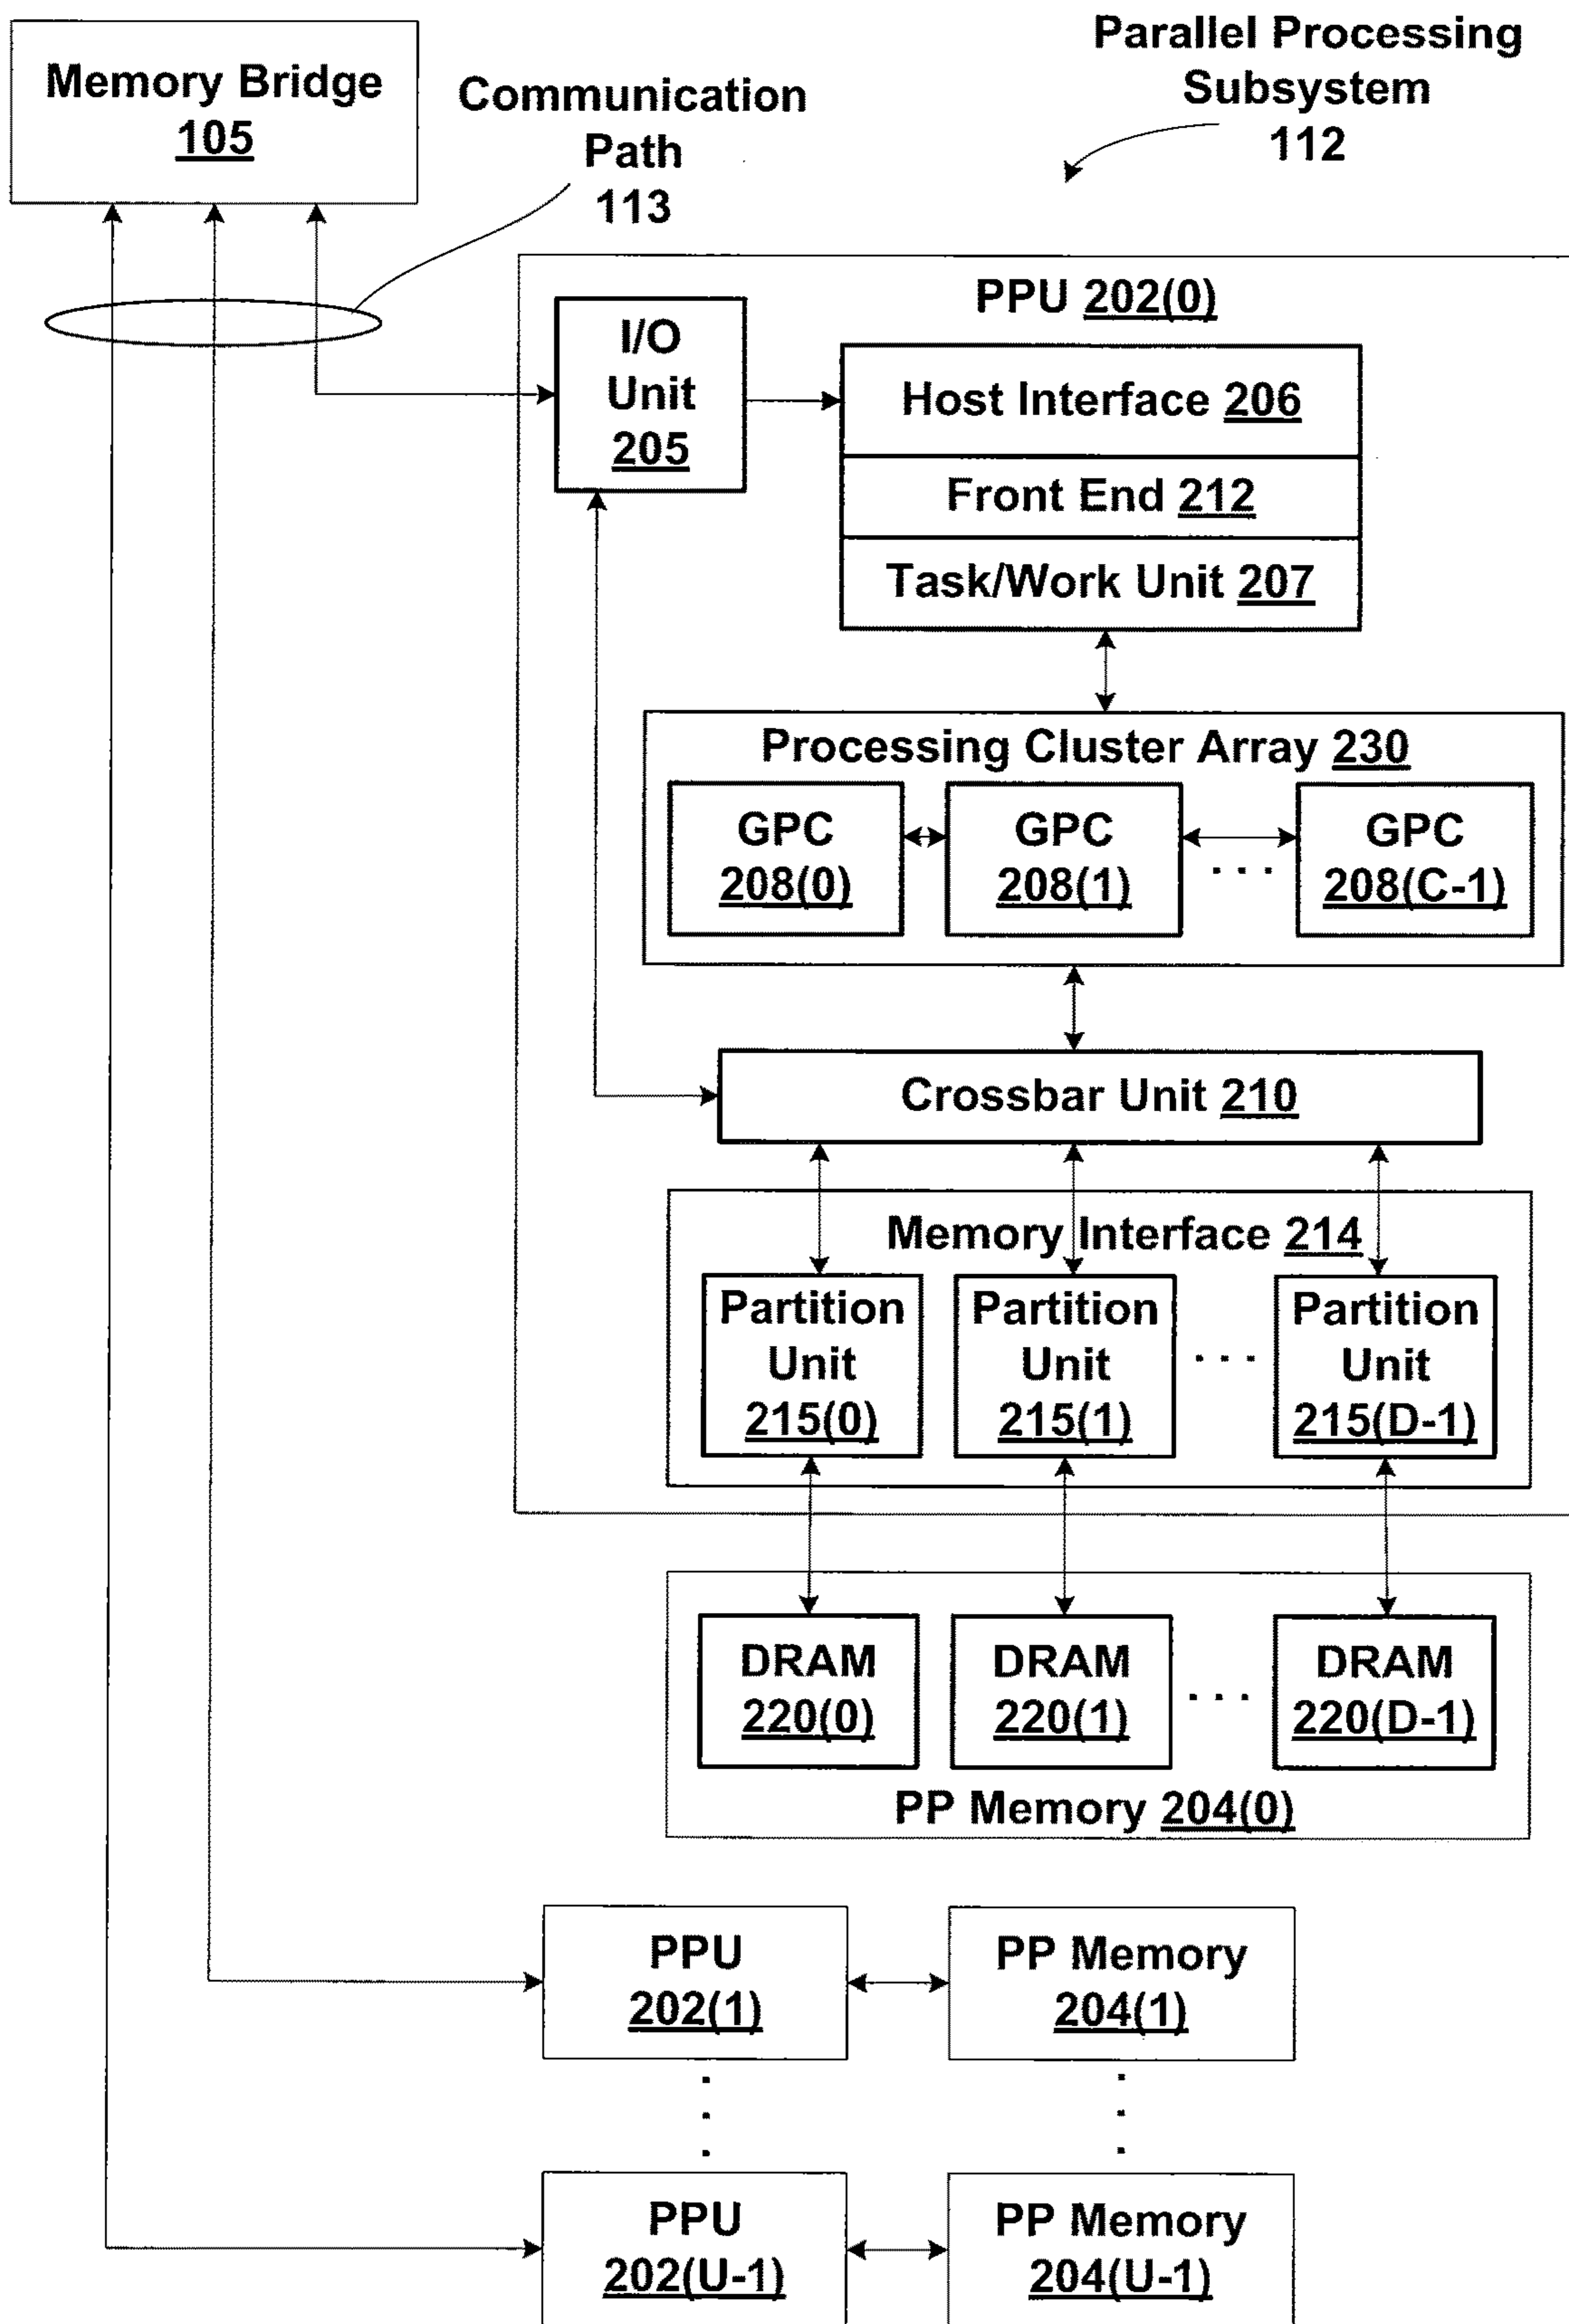 Memory Bridge
105
Communication
Path
113
Parallel Processing
Subsystem
112
PPU 202(0)
I/O
Unit
205
Host Interface 206
Front End 212
Task/Work Unit 207
Processing Cluster Array 230
GPC
208(0)
GPC
208(1)
. . .
GPC
208(C-1)
Crossbar Unit 210
Memory Interface 214
Partition
Unit
215(0)
Partition
Unit
215(1)
. . .
Partition
Unit
215(D-1)
DRAM
220(0)
DRAM
220(1)
. . .
DRAM
220(D-1)
PP Memory 204(0)
PPU
202(1)
PP Memory
204(1)
PPU
202(U-1)
PP Memory
204(U-1)